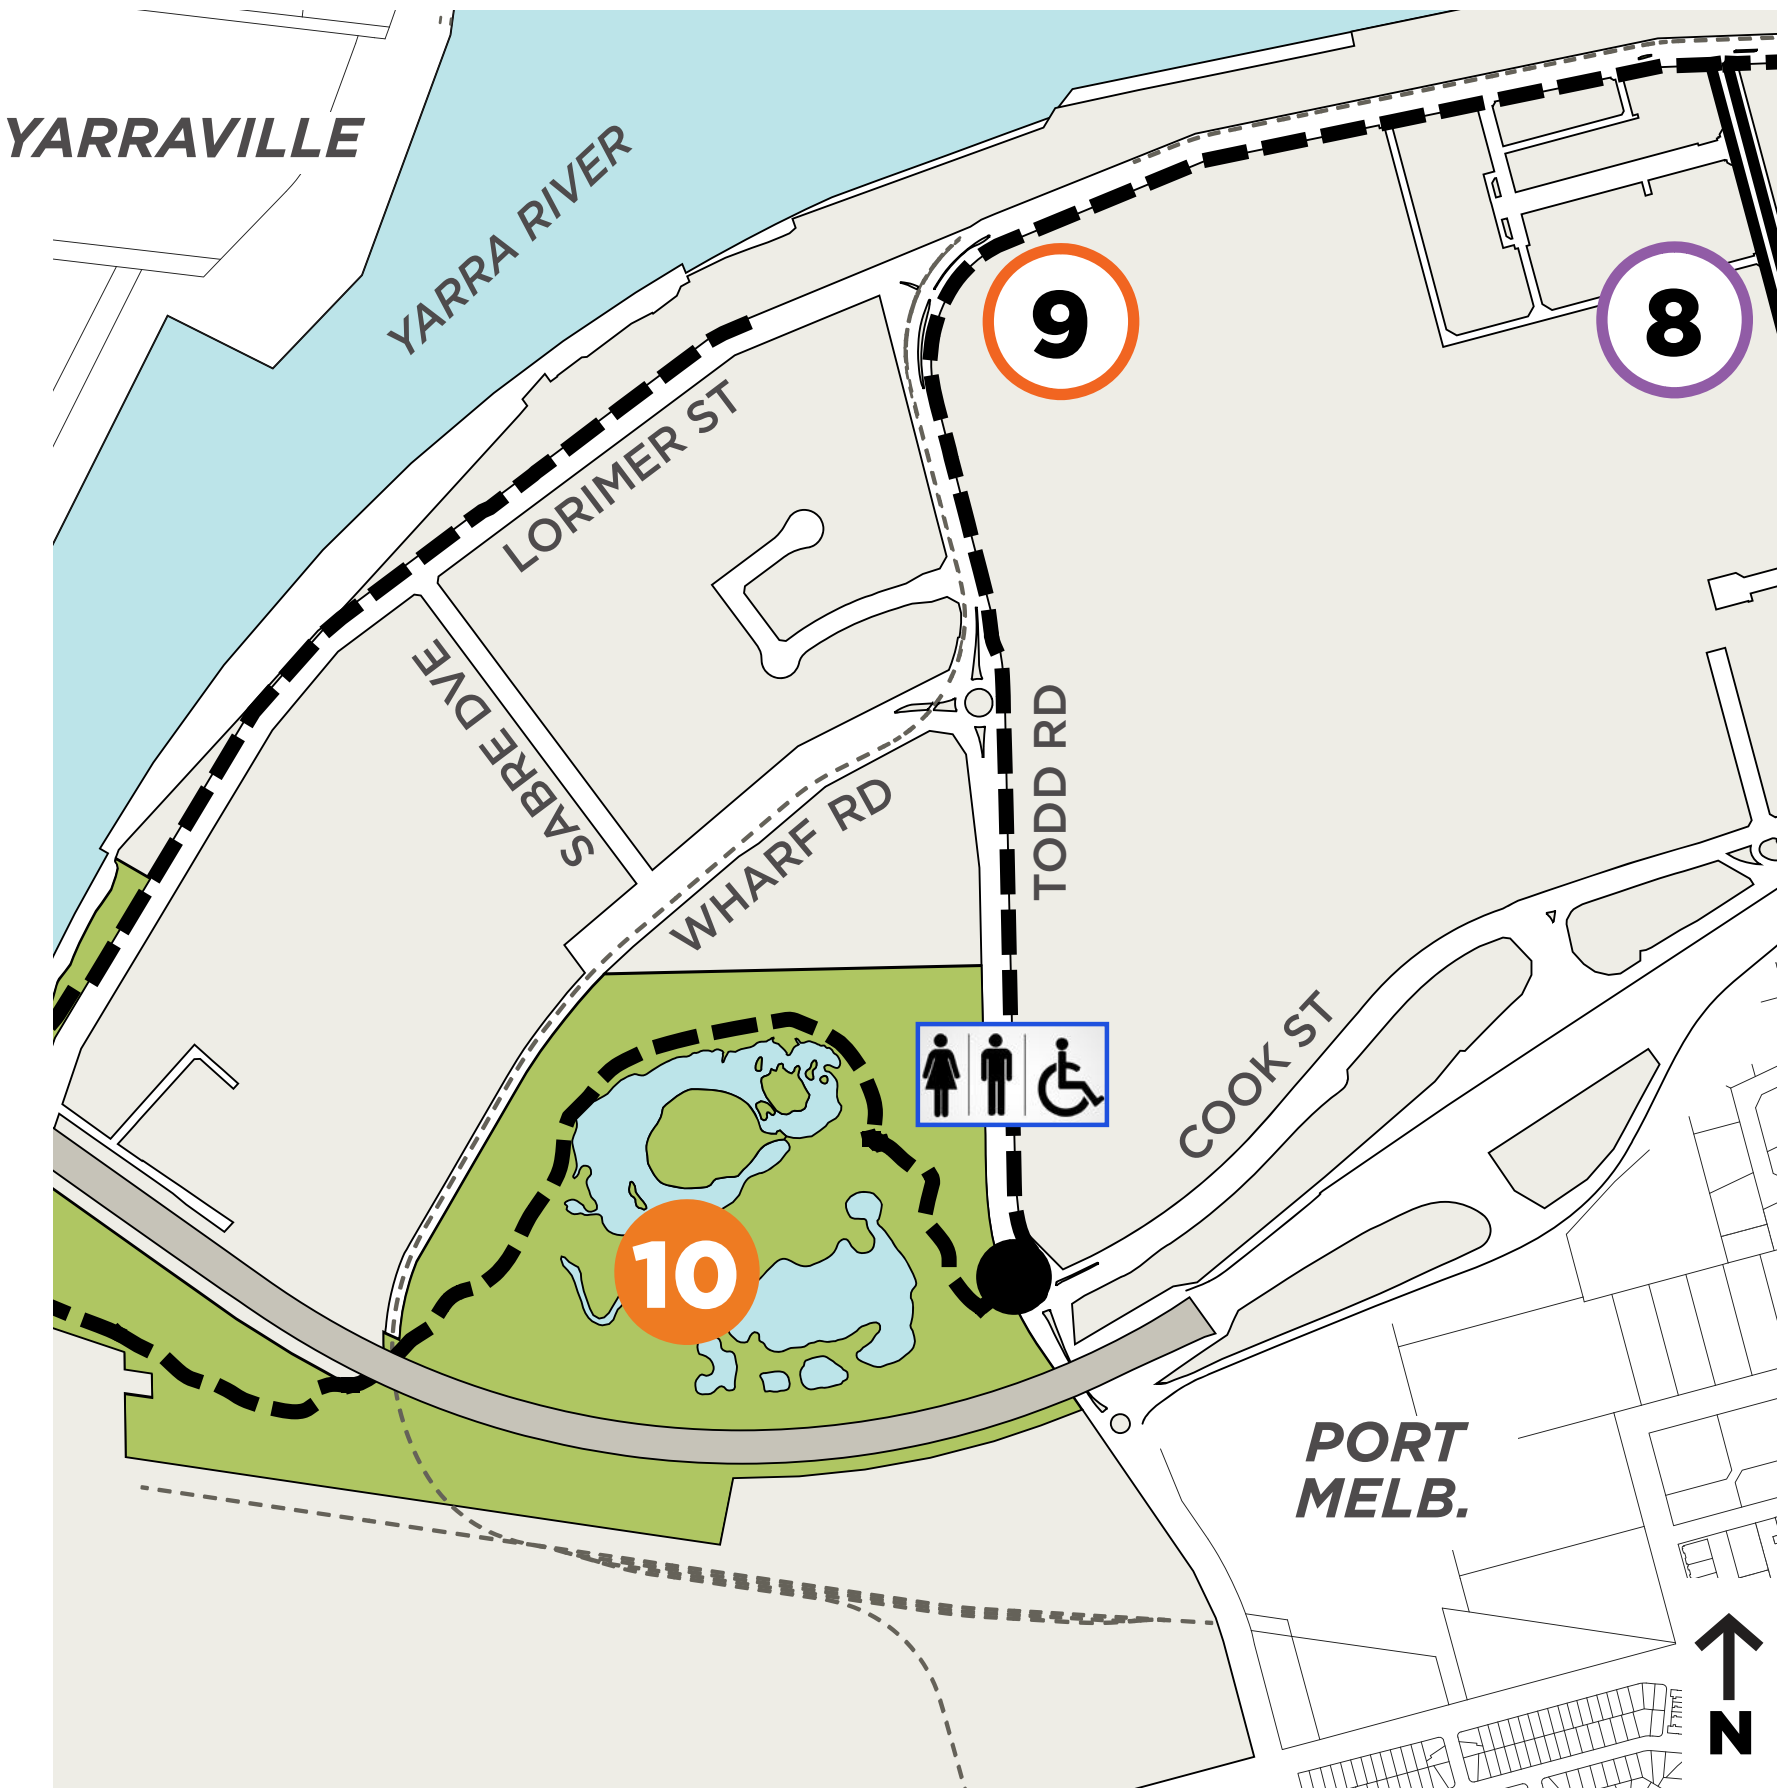 YARRAVILLE
YARRA RIVER
9
8
LORIMER ST
SABRE DVE
TODD RD
WHARF RD
COOK ST
10
PORT
MELB.
N